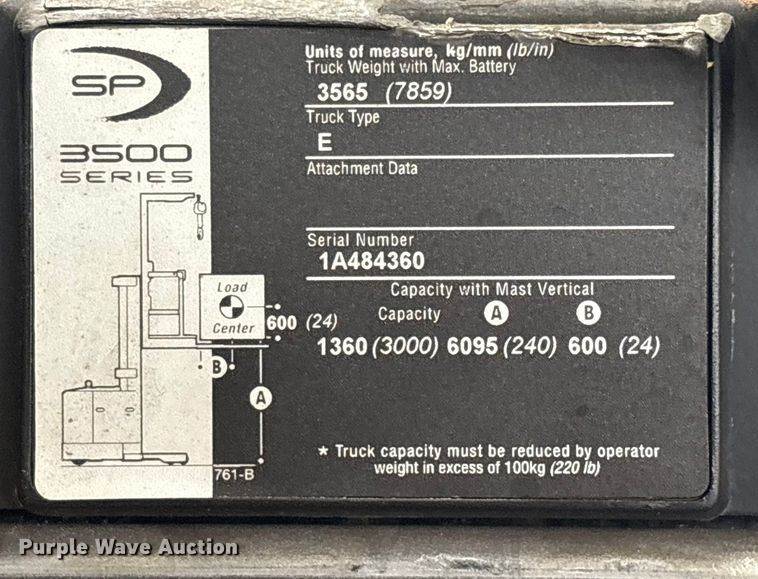 SP
3500
SERIES
Units of measure, kg/mm (lb/in)
Truck Weight with Max. Battery
3565 (7859)
Truck Type
E
Attachment Data
Serial Number
1A484360
Capacity with Mast Vertical
Capacity A B
1360 (3000) 6095 (240) 600 (24)
Load
Center
600 (24)
B
A
761-B
* Truck capacity must be reduced by operator
weight in excess of 100kg (220 lb)
Purple Wave Auction